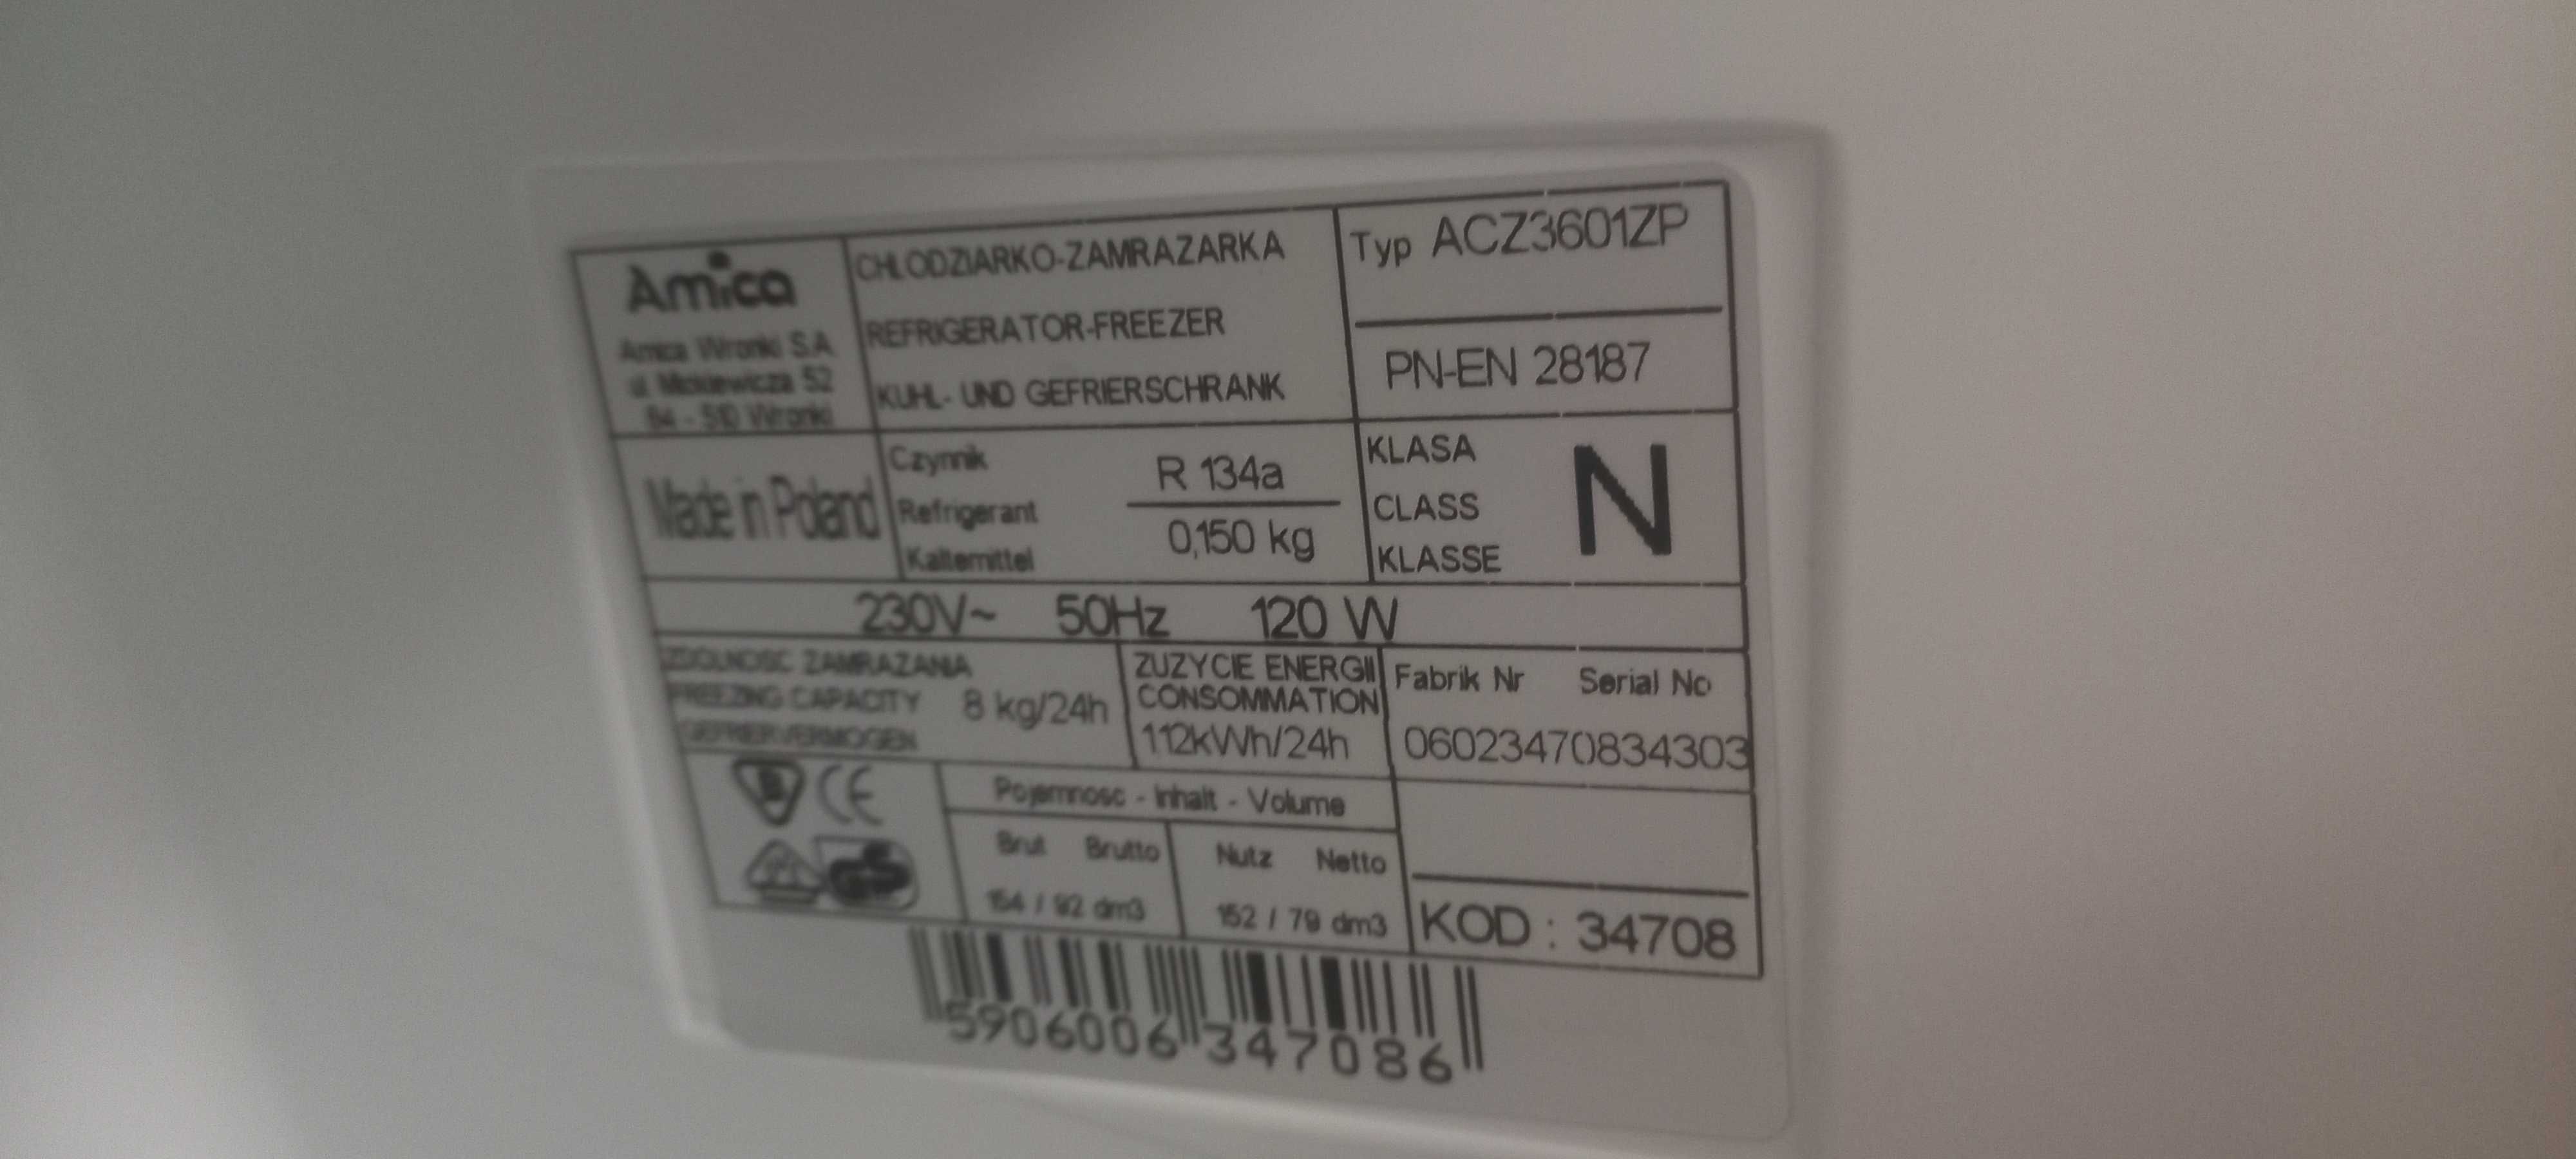 Amica
Amica Wronki S.A.
ul. Mickiewicza 52
64 - 510 Wronki
CHLODZIARKO-ZAMRAZARKA
REFRIGERATOR-FREEZER
KUHL- UND GEFRIERSCHRANK
Typ ACZ3601ZP
PN-EN 28187
Made in Poland
Czynnik
Refrigerant
Kaltemittel
R 134a
0,150 kg
KLASA
CLASS
KLASSE
N
230V~ 50Hz 120 W
ZDOLNOSC ZAMRAZANIA
FREEZING CAPACITY
GEFRIERVERMOGEN
8 kg/24h
ZUZYCIE ENERGII
CONSOMMATION
1.12kWh/24h
Fabrik Nr Serial No
06023470834303
B CE
GS
Pojemnosc - Inhalt - Volume
Brut Brutto
154 / 92 dm3
Nutz Netto
152 / 79 dm3
KOD : 34708
5906006347086